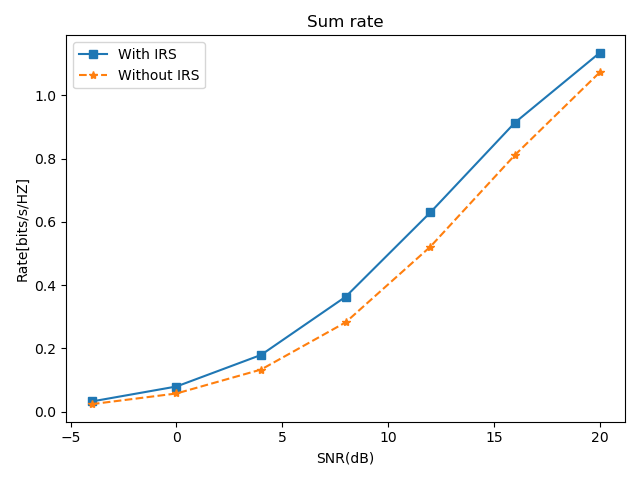 Sum rate
With IRS
Without IRS
Rate[bits/s/HZ]
1.0
0.8
0.6
0.4
0.2
0.0
−5 0 5 10 15 20
SNR(dB)